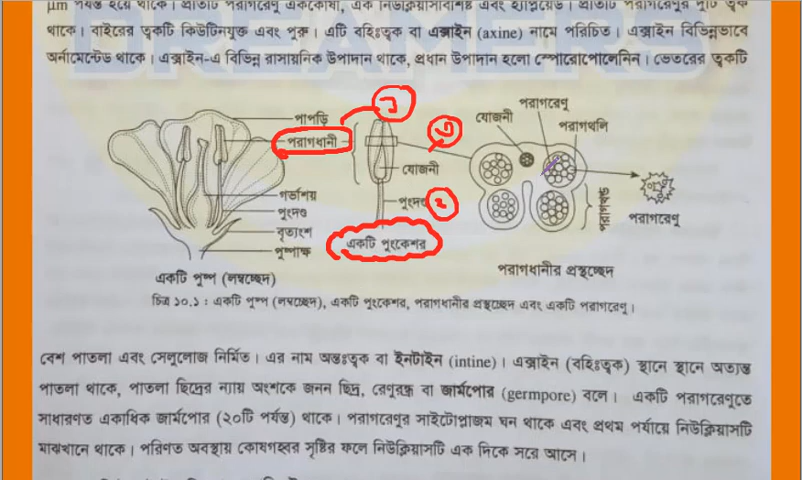 μm পর্যন্ত হয়ে থাকে। প্রতিটি পরাগরেণু এককোষী, এক নিউক্লিয়াসবিশিষ্ট এবং হ্যাপ্লয়েড। প্রতিটি পরাগরেণুর দুটি ত্বক
থাকে। বাইরের ত্বকটি কিউটিনযুক্ত এবং পুরু। এটি বহিঃত্বক বা এক্সাইন (axine) নামে পরিচিত। এক্সাইন বিভিন্নভাবে
অর্নামেন্টেড থাকে। এক্সাইন-এ বিভিন্ন রাসায়নিক উপাদান থাকে, প্রধান উপাদান হলো স্পোরোপোলেনিন। ভেতরের ত্বকটি
DREAMERS
পাপড়ি
পরাগধানী
গর্ভাশয়
পুংদণ্ড
বৃত্যংশ
পুষ্পাক্ষ
একটি পুষ্প (লম্বচ্ছেদ)
১
৩
যোজনী
পুংদণ্ড
২
একটি পুংকেশর
পরাগরেণু
যোজনী
পরাগথলি
পরাগখণ্ড
পরাগরেণু
পরাগধানীর প্রস্থচ্ছেদ
চিত্র ১০.১ : একটি পুষ্প (লম্বচ্ছেদ), একটি পুংকেশর, পরাগধানীর প্রস্থচ্ছেদ এবং একটি পরাগরেণু।
বেশ পাতলা এবং সেলুলোজ নির্মিত। এর নাম অন্তঃত্বক বা ইনটাইন (intine)। এক্সাইন (বহিঃত্বক) স্থানে স্থানে অত্যন্ত
পাতলা থাকে, পাতলা ছিদ্রের ন্যায় অংশকে জনন ছিদ্র, রেণুরন্ধ্র বা জার্মপোর (germpore) বলে। একটি পরাগরেণুতে
সাধারণত একাধিক জার্মপোর (২০টি পর্যন্ত) থাকে। পরাগরেণুর সাইটোপ্লাজম ঘন থাকে এবং প্রথম পর্যায়ে নিউক্লিয়াসটি
মাঝখানে থাকে। পরিণত অবস্থায় কোষগহ্বর সৃষ্টির ফলে নিউক্লিয়াসটি এক দিকে সরে আসে।